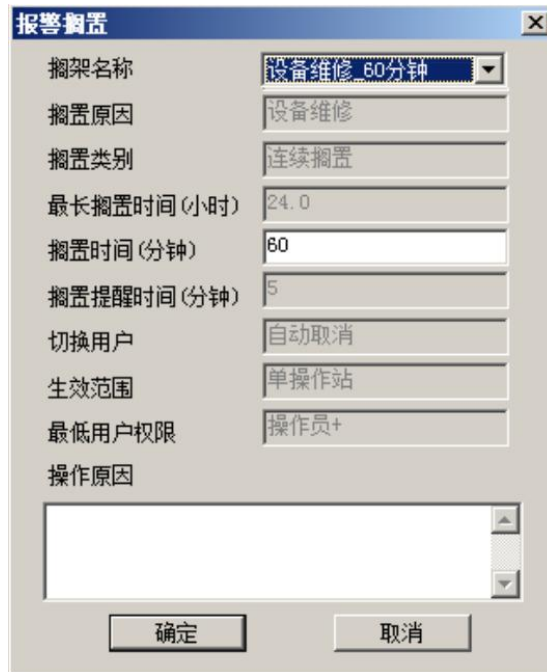 报警搁置
搁架名称 设备维修_60分钟
搁置原因 设备维修
搁置类别 连续搁置
最长搁置时间(小时) 24.0
搁置时间(分钟) 60
搁置提醒时间(分钟) 5
切换用户 自动取消
生效范围 单操作站
最低用户权限 操作员+
操作原因
确定 取消